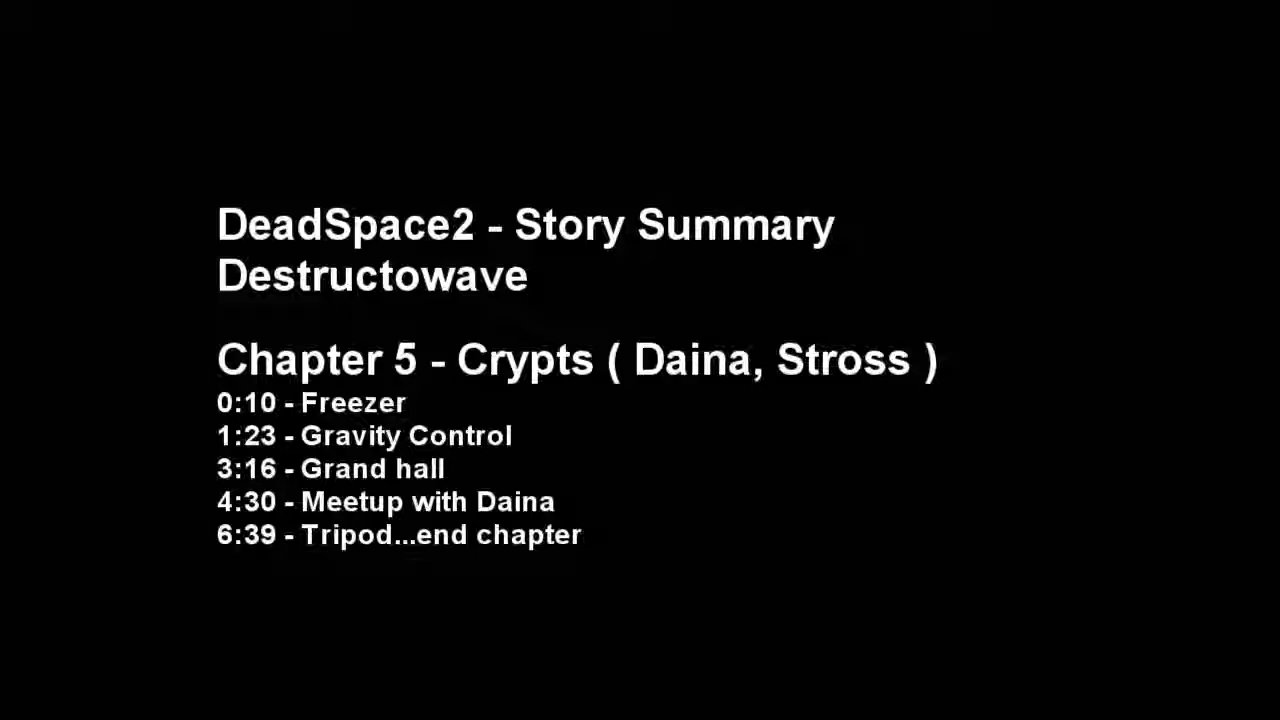 DeadSpace2 - Story Summary
Destructowave
Chapter 5 - Crypts ( Daina, Stross )
0:10 - Freezer
1:23 - Gravity Control
3:16 - Grand hall
4:30 - Meetup with Daina
6:39 - Tripod...end chapter